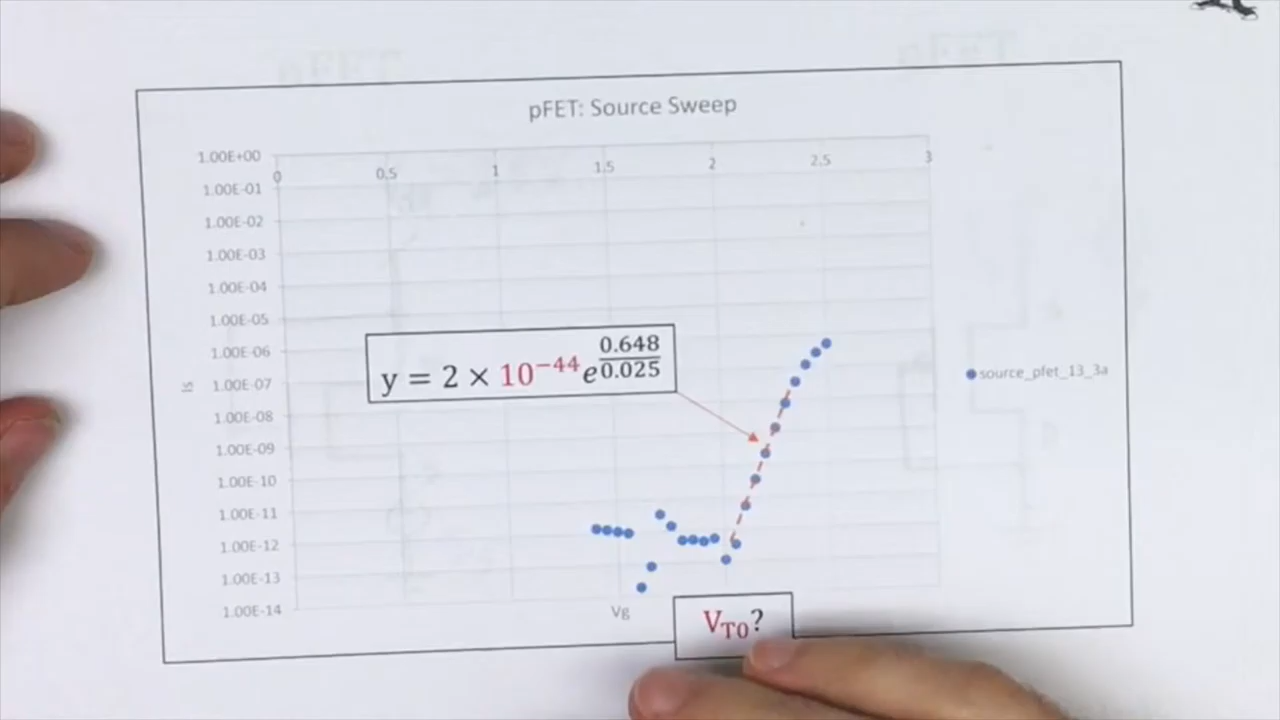 pFET: Source Sweep
1.00E+00
0 0.5 1 1.5 2 2.5 3
1.00E-01
1.00E-02
1.00E-03
1.00E-04
1.00E-05
1.00E-06
1.00E-07
1.00E-08
1.00E-09
1.00E-10
1.00E-11
1.00E-12
1.00E-13
1.00E-14
Is
y = 2 × 10⁻⁴⁴e^(0.648/0.025)
source_pfet_13_3a
Vg
V_T0?
pFET
pFET